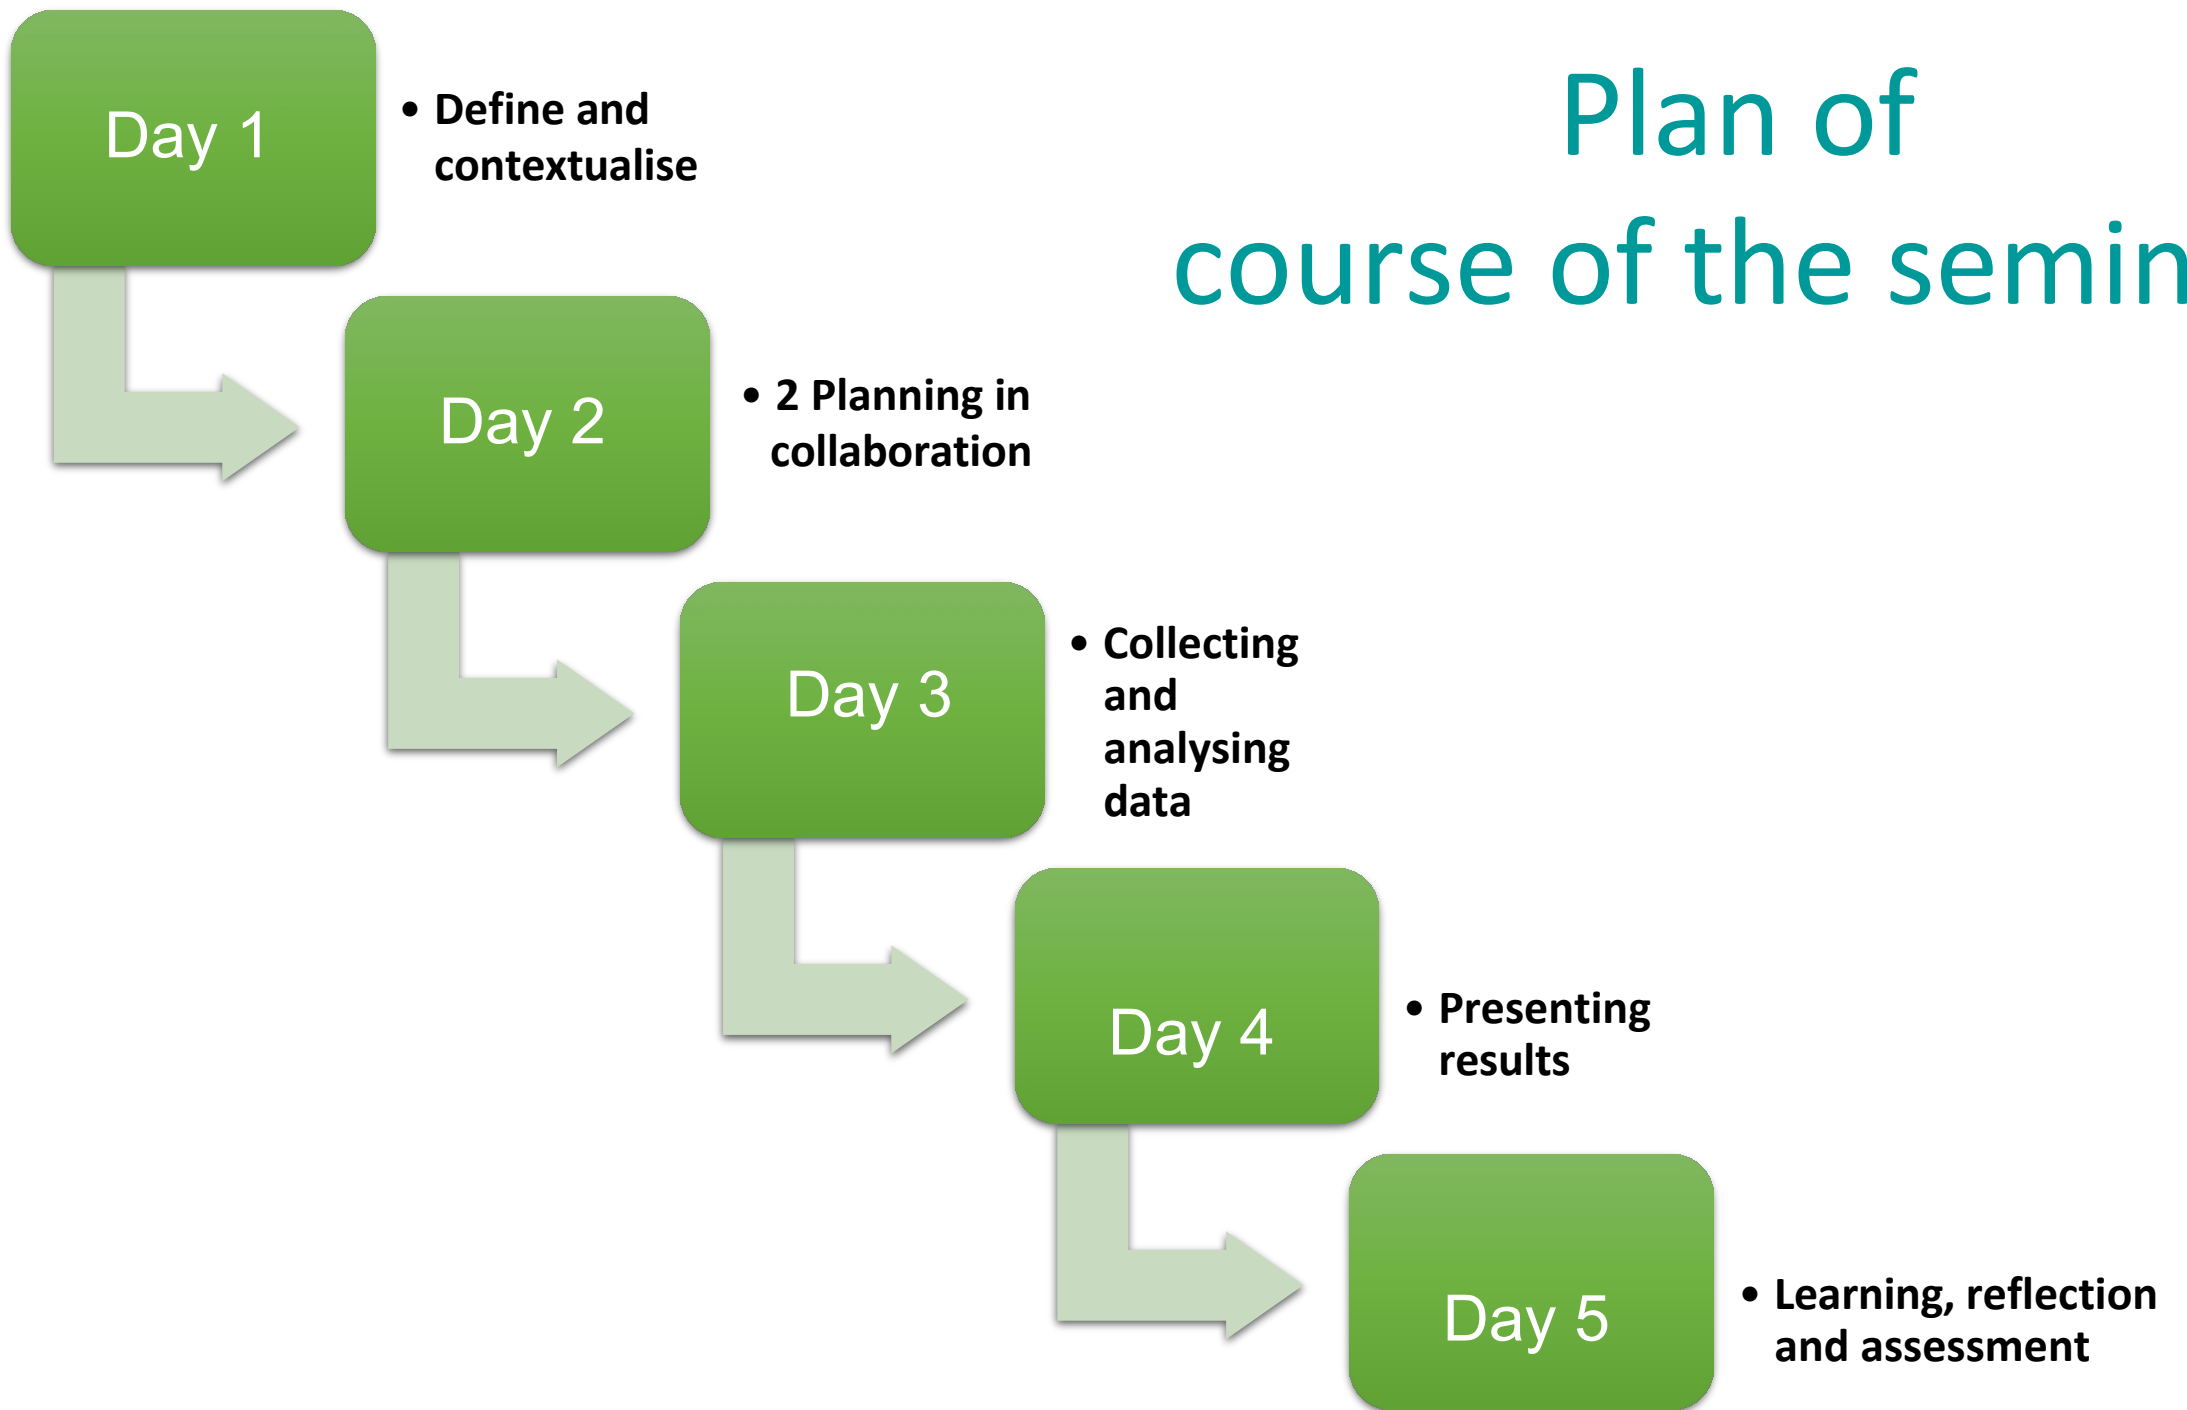 Plan of
course of the semin
Day 1
• Define and
contextualise
Day 2
• 2 Planning in
collaboration
Day 3
• Collecting
and
analysing
data
Day 4
• Presenting
results
Day 5
• Learning, reflection
and assessment